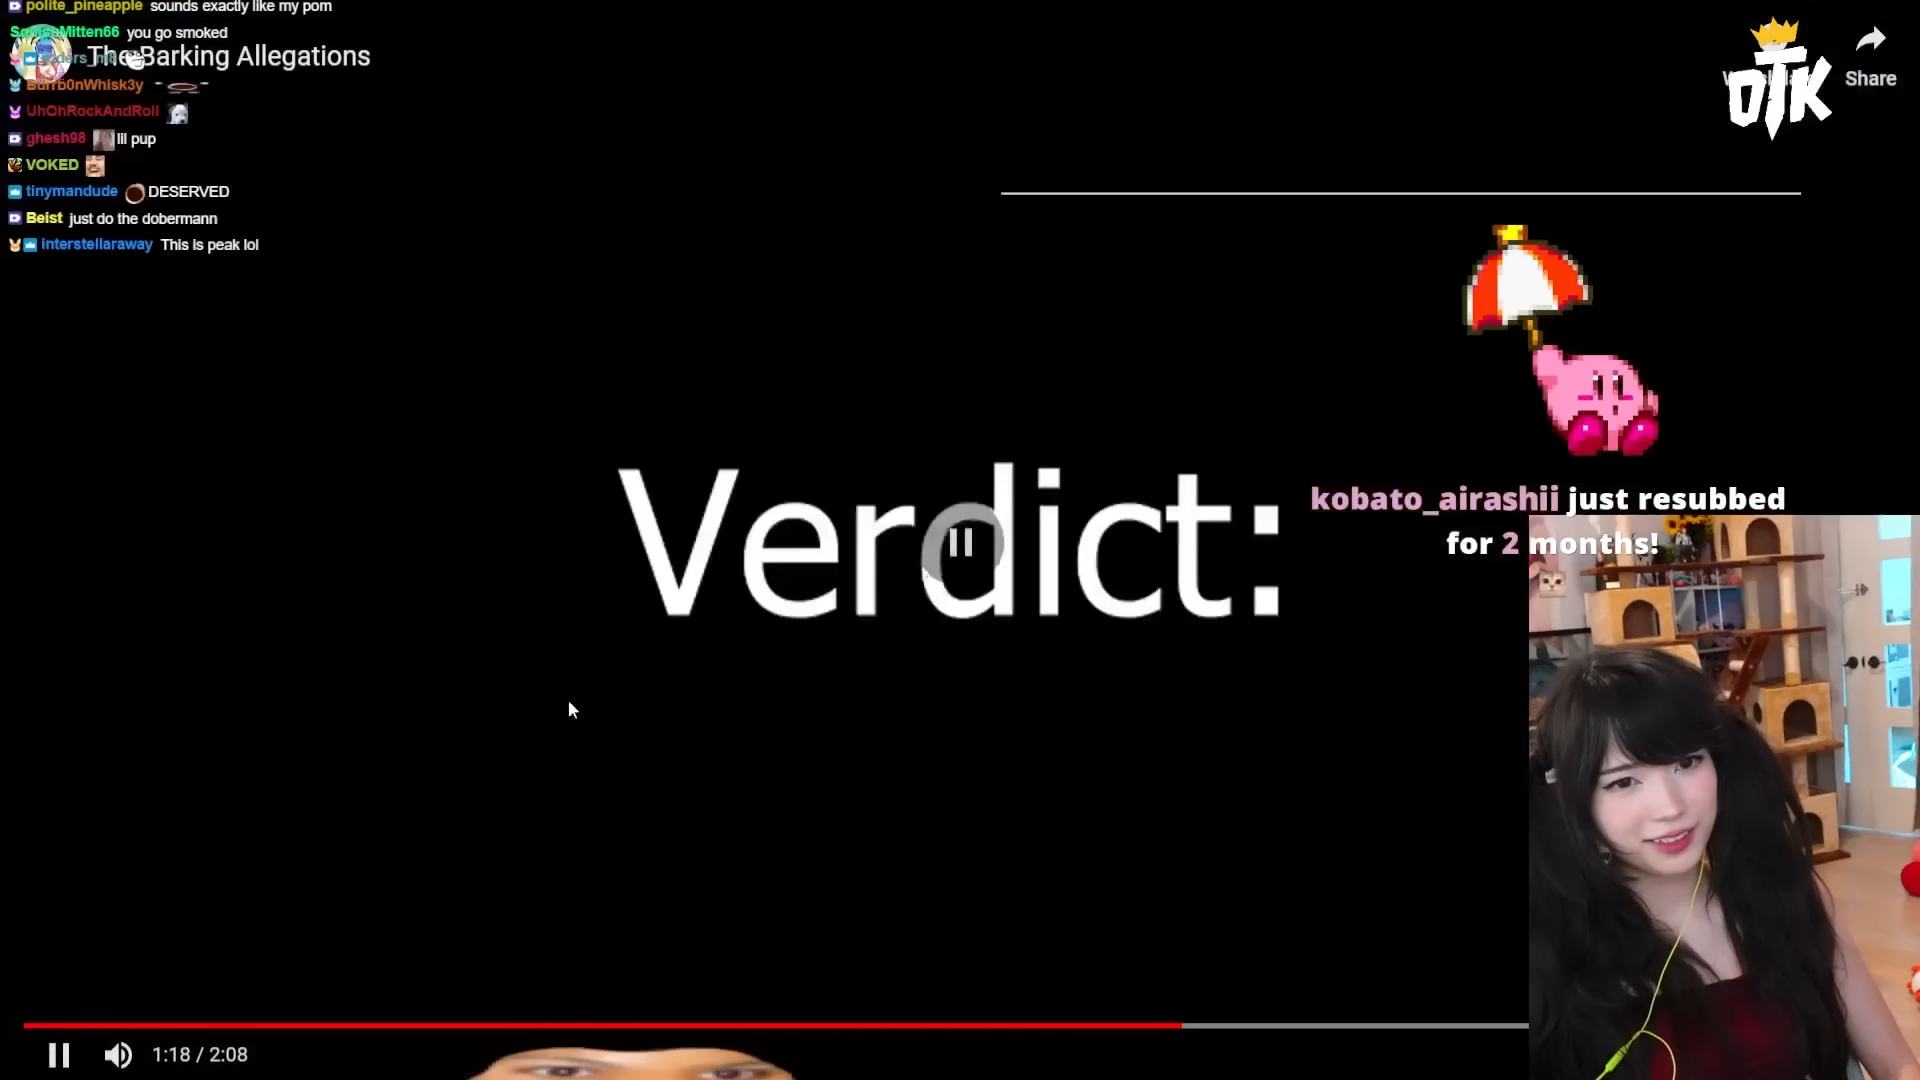 polite_pineapple sounds exactly like my pom
you go smoked
The Barking Allegations
Share
Burrb0nWhisk3y
UhOhRockAndRoll
ghesh98 lil pup
VOKED
tinymandude DESERVED
Beist just do the dobermann
interstellaraway This is peak lol
OTK
Verdict:
kobato_airashii just resubbed
for 2 months!
1:18 / 2:08